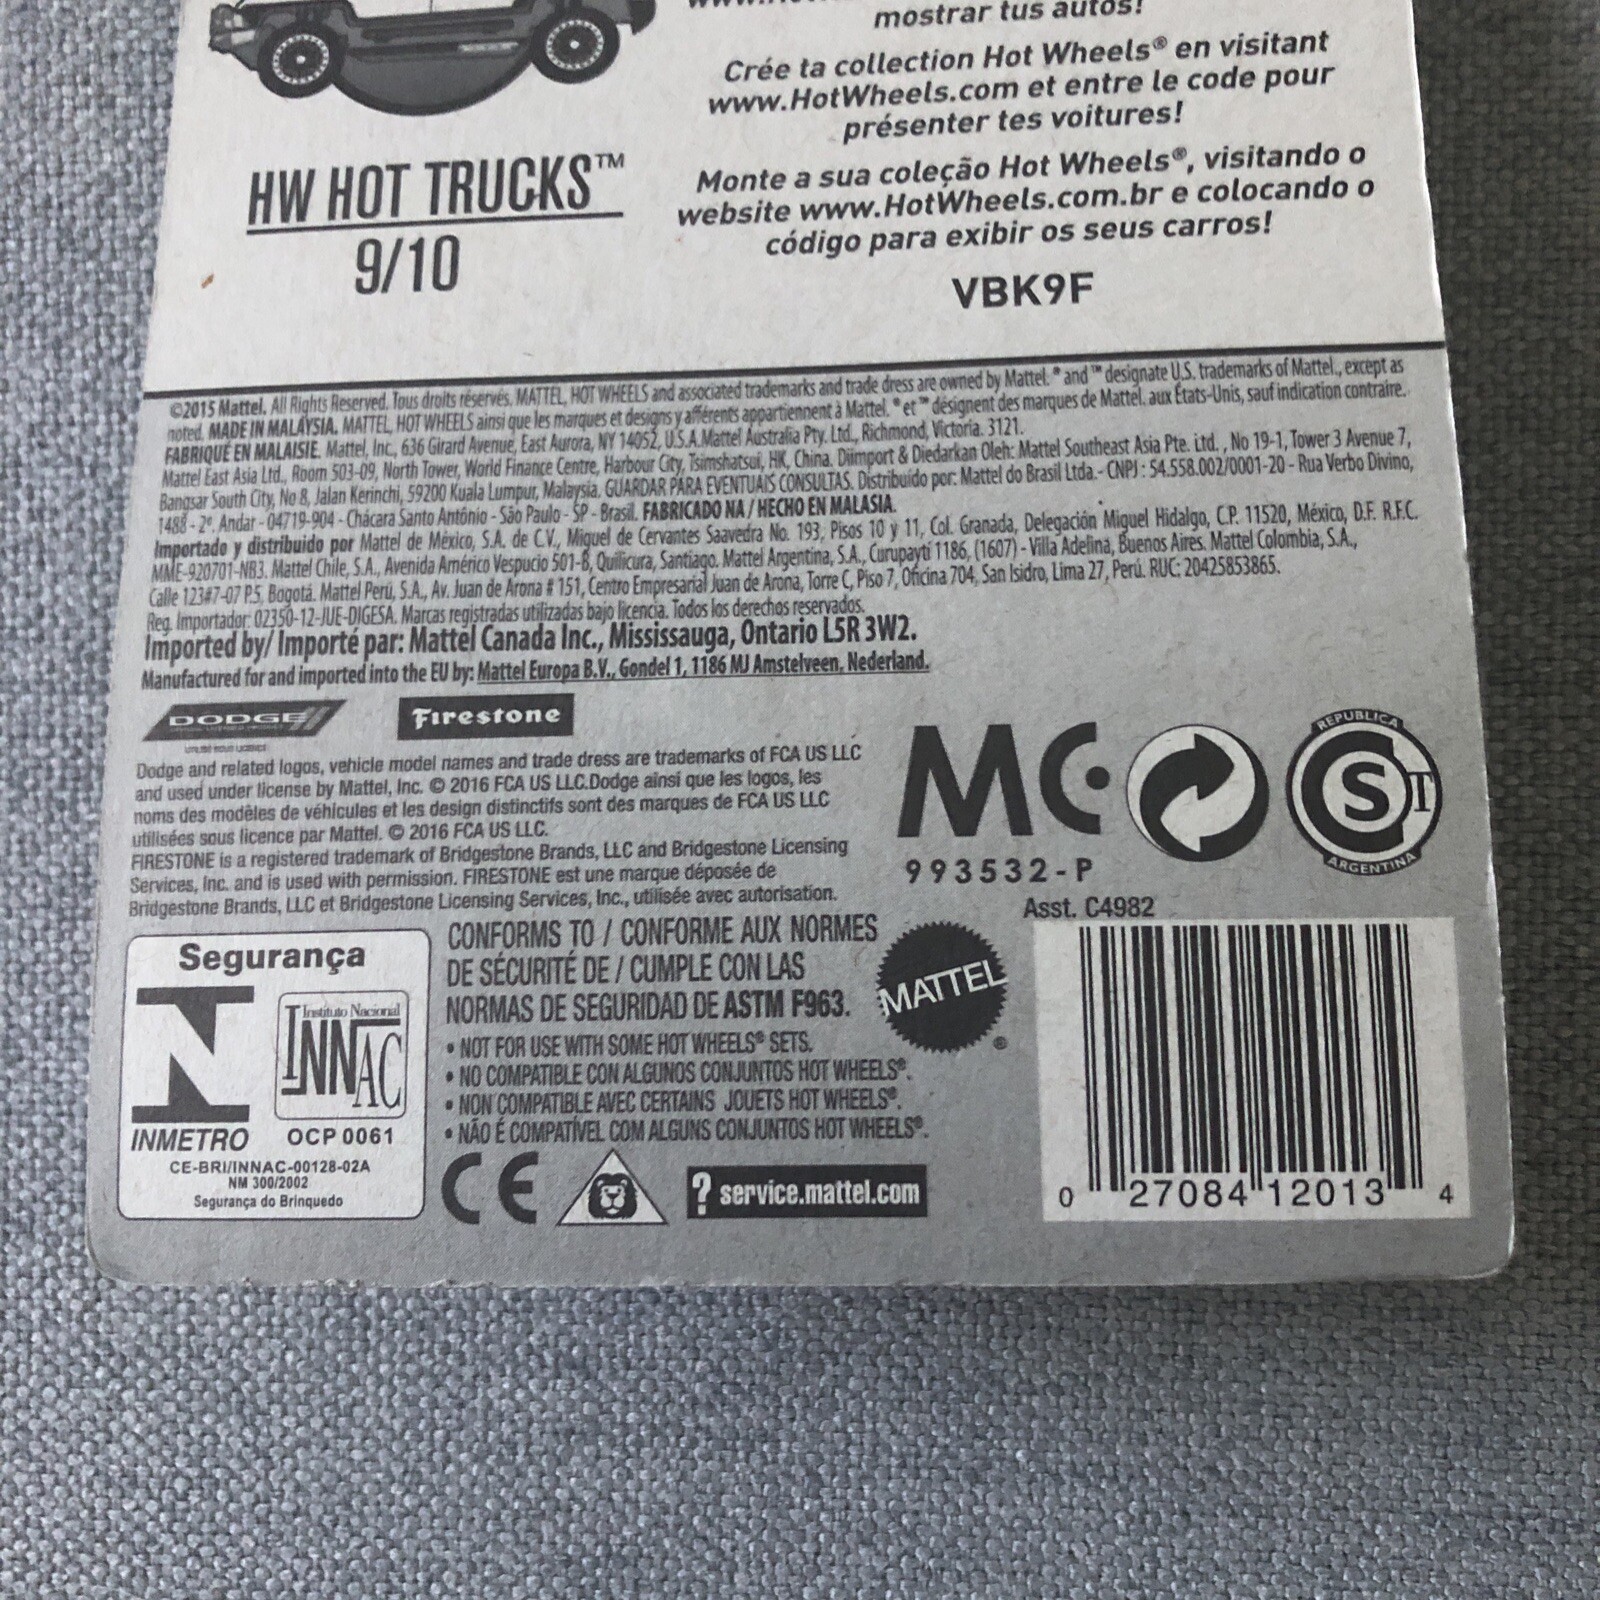 mostrar tus autos!
Crée ta collection Hot Wheels® en visitant
www.HotWheels.com et entre le code pour
présenter tes voitures!
Monte a sua coleção Hot Wheels®, visitando o
website www.HotWheels.com.br e colocando o
código para exibir os seus carros!
VBK9F
HW HOT TRUCKS™
9/10
©2015 Mattel. All Rights Reserved. Tous droits réservés. MATTEL, HOT WHEELS and associated trademarks and trade dress are owned by Mattel. ® and ™ designate U.S. trademarks of Mattel., except as
noted. MADE IN MALAYSIA. MATTEL, HOT WHEELS ainsi que les marques et designs y afférents appartiennent à Mattel. ® et ™ désignent des marques de Mattel. aux États-Unis, sauf indication contraire.
FABRIQUÉ EN MALAISIE. Mattel, Inc., 636 Girard Avenue, East Aurora, NY 14052, U.S.A.Mattel Australia Pty. Ltd., Richmond, Victoria. 3121.
Mattel East Asia Ltd., Room 503-09, North Tower, World Finance Centre, Harbour City, Tsimshatsui, HK, China. Diimport & Diedarkan Oleh: Mattel Southeast Asia Pte. Ltd. , No 19-1, Tower 3 Avenue 7,
Bangsar South City, No 8, Jalan Kerinchi, 59200 Kuala Lumpur, Malaysia. GUARDAR PARA EVENTUAIS CONSULTAS. Distribuído por: Mattel do Brasil Ltda.- CNPJ : 54.558.002/0001-20 - Rua Verbo Divino,
1488 - 2º. Andar - 04719-904 - Chácara Santo Antônio - São Paulo - SP - Brasil. FABRICADO NA / HECHO EN MALASIA.
Importado y distribuido por Mattel de México, S.A. de C.V., Miguel de Cervantes Saavedra No. 193, Pisos 10 y 11, Col. Granada, Delegación Miguel Hidalgo, C.P. 11520, México, D.F. R.F.C.
MME-920701-NB3. Mattel Chile, S.A., Avenida Américo Vespucio 501-B, Quilicura, Santiago. Mattel Argentina, S.A., Curupaytí 1186, (1607) - Villa Adelina, Buenos Aires. Mattel Colombia, S.A.,
Calle 123#7-07 P.5, Bogotá. Mattel Perú, S.A., Av. Juan de Arona # 151, Centro Empresarial Juan de Arona, Torre C, Piso 7, Oficina 704, San Isidro, Lima 27, Perú. RUC: 20425853865.
Reg. Importador: 02350-12-JUE-DIGESA. Marcas registradas utilizadas bajo licencia. Todos los derechos reservados.
Imported by/ Importé par: Mattel Canada Inc., Mississauga, Ontario L5R 3W2.
Manufactured for and imported into the EU by: Mattel Europa B.V., Gondel 1, 1186 MJ Amstelveen, Nederland.
DODGE
Firestone
Dodge and related logos, vehicle model names and trade dress are trademarks of FCA US LLC
and used under license by Mattel, Inc. © 2016 FCA US LLC.Dodge ainsi que les logos, les
noms des modèles de véhicules et les design distinctifs sont des marques de FCA US LLC
utilisées sous licence par Mattel. © 2016 FCA US LLC.
FIRESTONE is a registered trademark of Bridgestone Brands, LLC and Bridgestone Licensing
Services, Inc. and is used with permission. FIRESTONE est une marque déposée de
Bridgestone Brands, LLC et Bridgestone Licensing Services, Inc., utilisée avec autorisation.
MC
993532-P
REPUBLICA
CST
ARGENTINA
Segurança
INMETRO
Instituto Nacional
INNAC
OCP 0061
CE-BRI/INNAC-00128-02A
NM 300/2002
Segurança do Brinquedo
CONFORMS TO / CONFORME AUX NORMES
DE SÉCURITÉ DE / CUMPLE CON LAS
NORMAS DE SEGURIDAD DE ASTM F963.
• NOT FOR USE WITH SOME HOT WHEELS® SETS.
• NO COMPATIBLE CON ALGUNOS CONJUNTOS HOT WHEELS®.
• NON COMPATIBLE AVEC CERTAINS JOUETS HOT WHEELS®.
• NÃO É COMPATÍVEL COM ALGUNS CONJUNTOS HOT WHEELS®.
CE
? service.mattel.com
MATTEL®
Asst. C4982
0 27084 12013 4